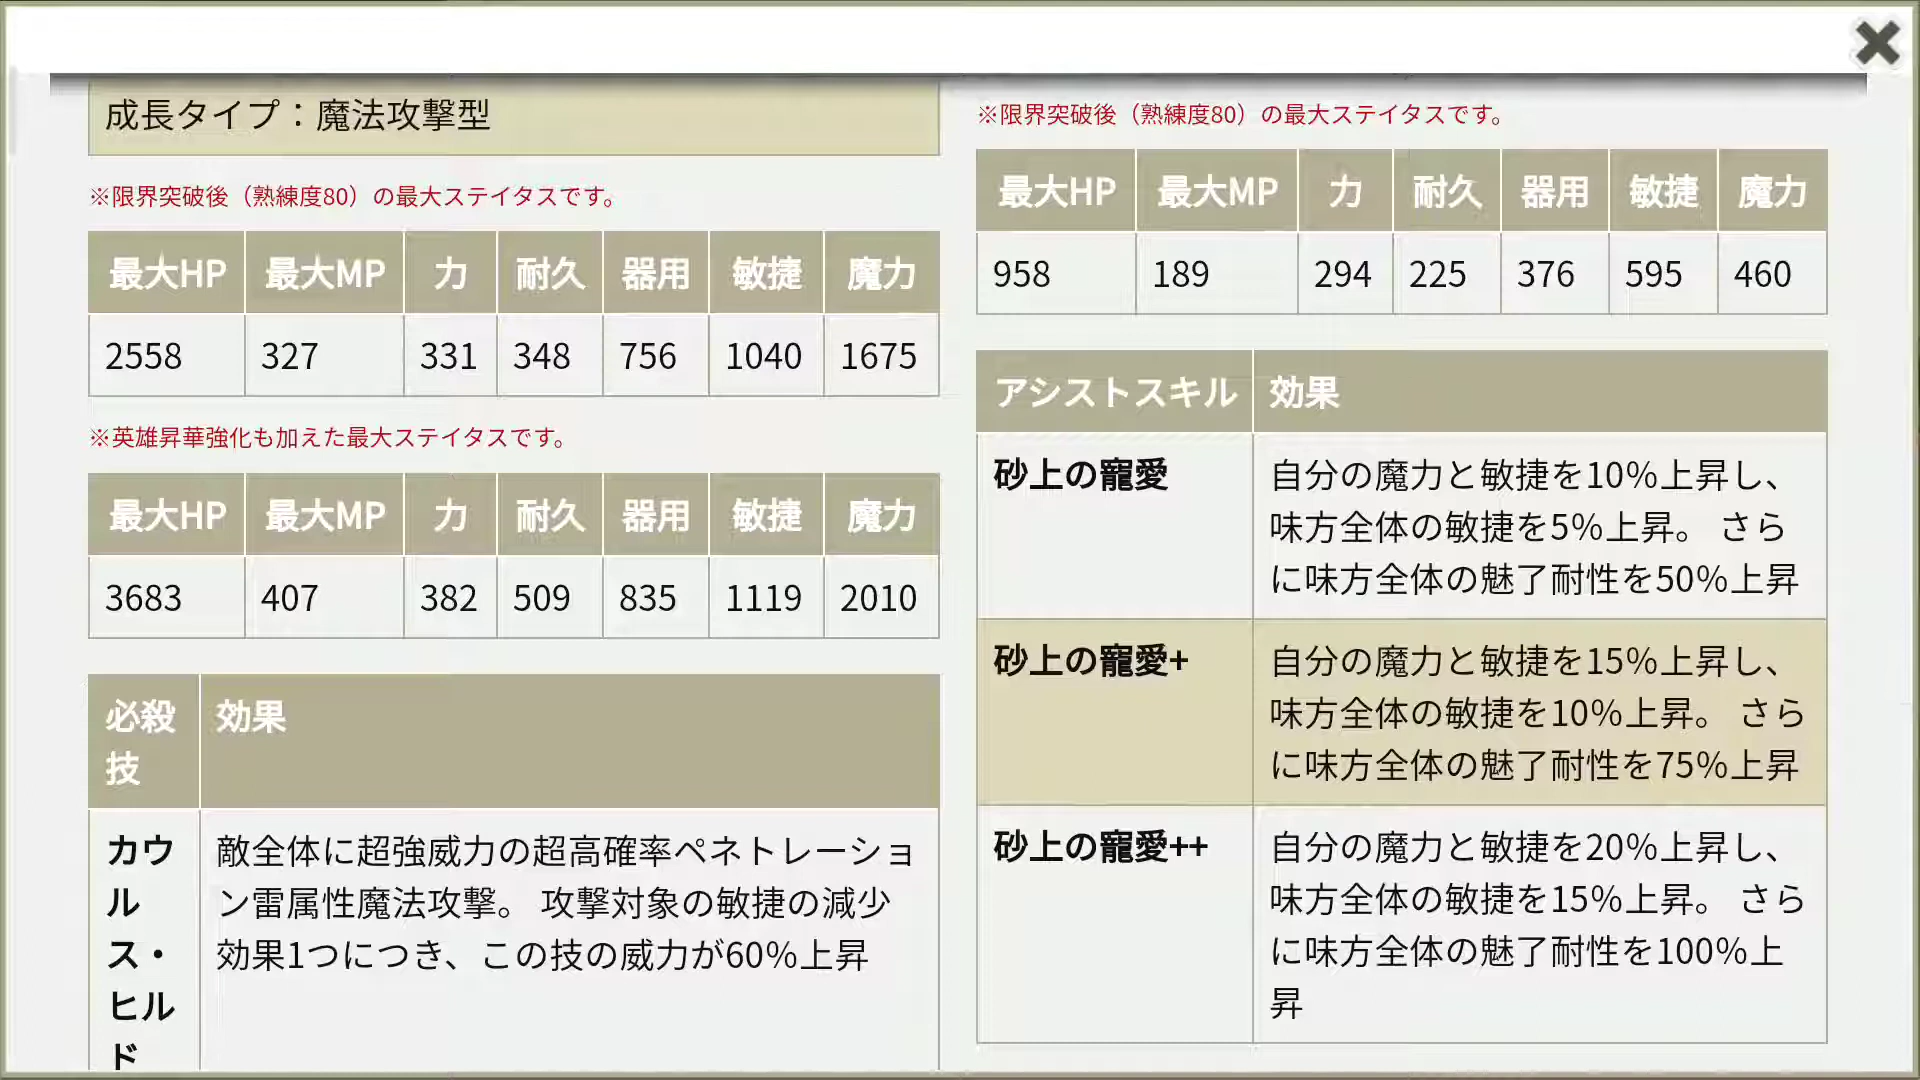 成長タイプ：魔法攻撃型
※限界突破後（熟練度80）の最大ステイタスです。
最大HP 最大MP 力 耐久 器用 敏捷 魔力
2558 327 331 348 756 1040 1675
※英雄昇華強化も加えた最大ステイタスです。
最大HP 最大MP 力 耐久 器用 敏捷 魔力
3683 407 382 509 835 1119 2010
必殺
技
効果
カウ
ル
ス・
ヒル
ド
敵全体に超強威力の超高確率ペネトレーショ
ン雷属性魔法攻撃。 攻撃対象の敏捷の減少
効果1つにつき、この技の威力が60%上昇
※限界突破後（熟練度80）の最大ステイタスです。
最大HP 最大MP 力 耐久 器用 敏捷 魔力
958 189 294 225 376 595 460
アシストスキル 効果
砂上の寵愛
自分の魔力と敏捷を10%上昇し、
味方全体の敏捷を5%上昇。 さら
に味方全体の魅了耐性を50%上昇
砂上の寵愛+
自分の魔力と敏捷を15%上昇し、
味方全体の敏捷を10%上昇。 さら
に味方全体の魅了耐性を75%上昇
砂上の寵愛++
自分の魔力と敏捷を20%上昇し、
味方全体の敏捷を15%上昇。 さら
に味方全体の魅了耐性を100%上
昇